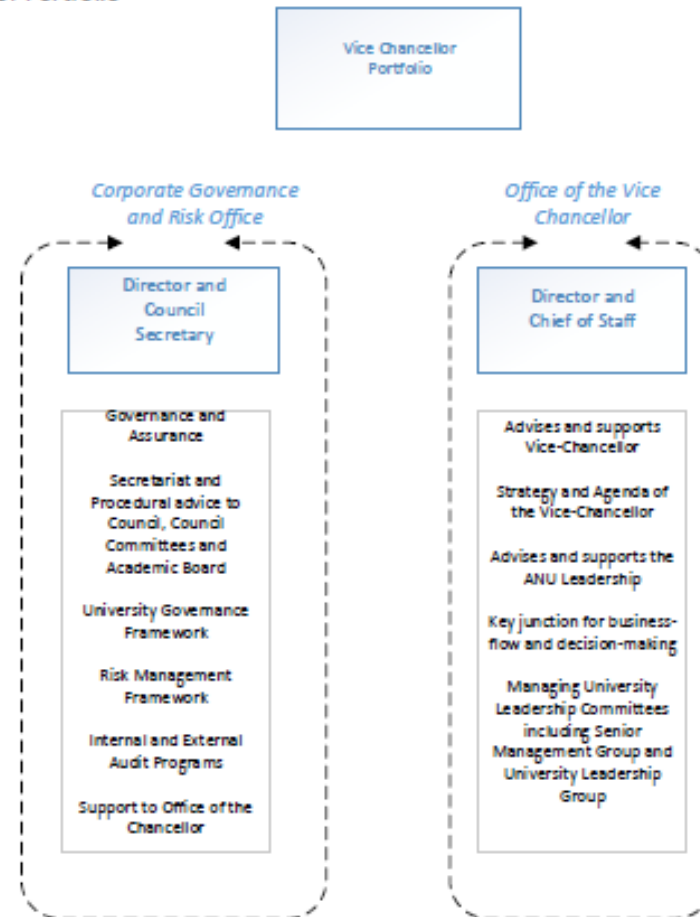 Vice Chancellor
Portfolio
Corporate Governance
and Risk Office
Director and
Council
Secretary
Governance and
Assurance
Secretariat and
Procedural advice to
Council, Council
Committees and
Academic Board
University Governance
Framework
Risk Management
Framework
Internal and External
Audit Programs
Support to Office of the
Chancellor
Office of the Vice
Chancellor
Director and
Chief of Staff
Advises and supports
Vice-Chancellor
Strategy and Agenda of
the Vice-Chancellor
Advises and supports the
ANU Leadership
Key junction for business-
flow and decision-making
Managing University
Leadership Committees
including Senior
Management Group and
University Leadership
Group